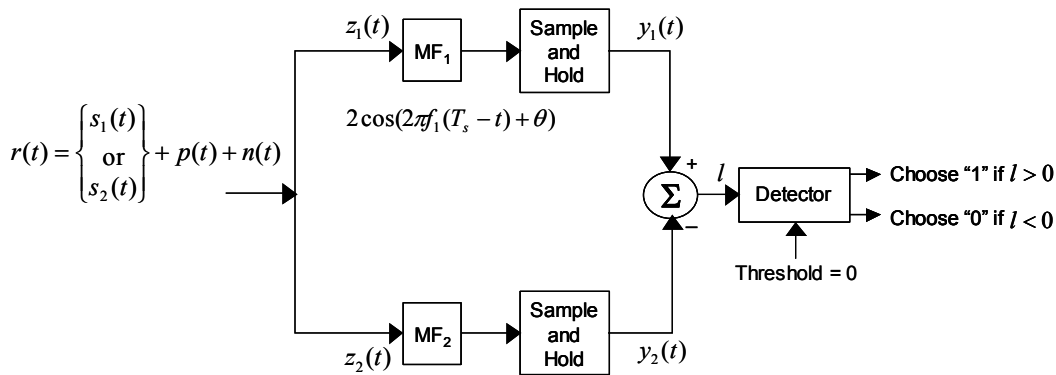 z₁(t)
MF₁
Sample
and
Hold
y₁(t)
2cos(2πf₁(Tₛ − t) + θ)
r(t) = { s₁(t) or s₂(t) } + p(t) + n(t)
+
Σ
−
l
Detector
Choose “1” if l > 0
Choose “0” if l < 0
Threshold = 0
z₂(t)
MF₂
Sample
and
Hold
y₂(t)